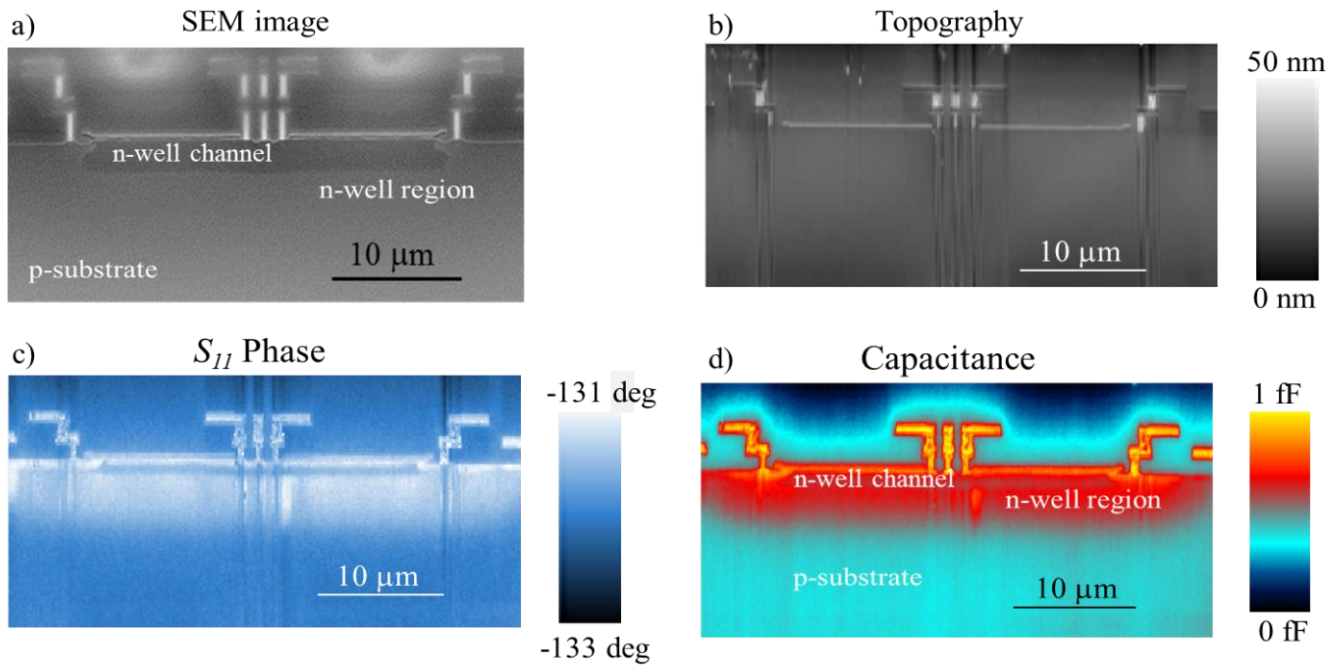 a) SEM image
n-well channel
n-well region
10 μm
p-substrate
b) Topography
10 μm
50 nm
0 nm
c) S11 Phase
10 μm
-131 deg
-133 deg
d) Capacitance
n-well channel
n-well region
p-substrate
10 μm
1 fF
0 fF